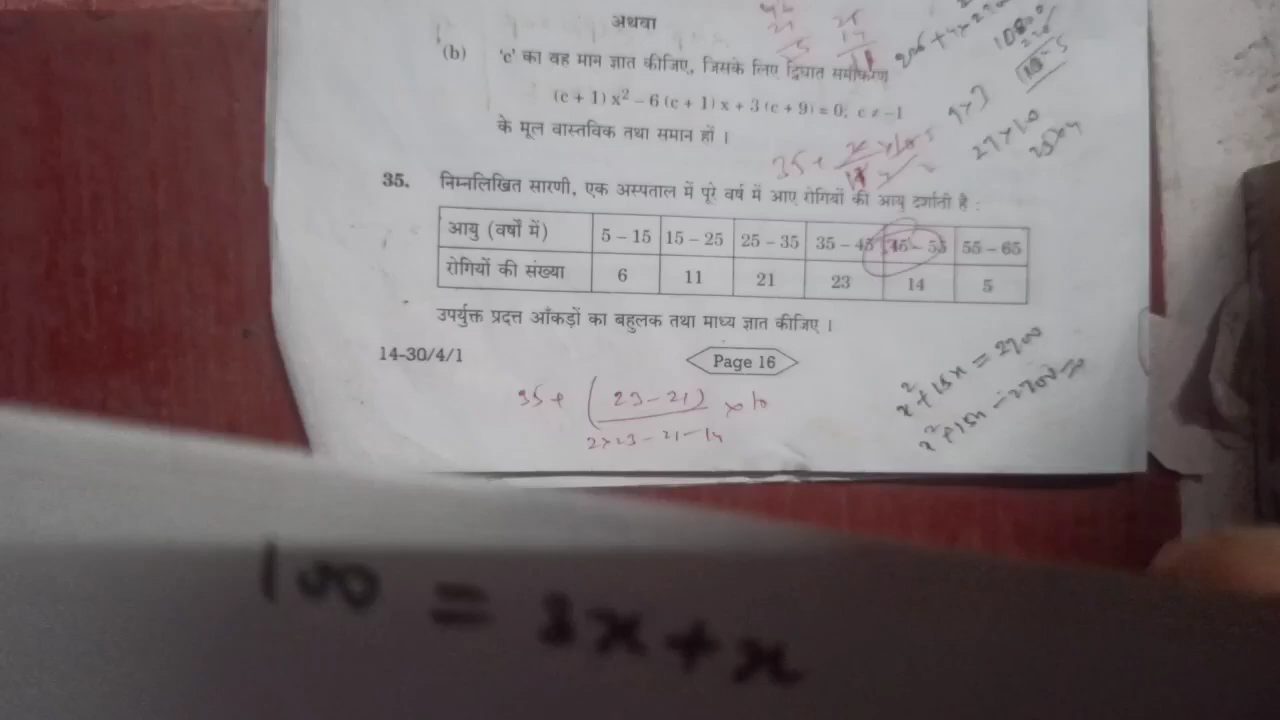 अथवा
(b) 'c' का वह मान ज्ञात कीजिए, जिसके लिए द्विघात समीकरण
(c + 1) x² – 6 (c + 1) x + 3 (c + 9) = 0; c ≠ –1
के मूल वास्तविक तथा समान हों ।
35. निम्नलिखित सारणी, एक अस्पताल में पूरे वर्ष में आए रोगियों की आयु दर्शाती है :
आयु (वर्षों में) 5 – 15 15 – 25 25 – 35 35 – 45 45 – 55 55 – 65
रोगियों की संख्या 6 11 21 23 14 5
उपर्युक्त प्रदत्त आँकड़ों का बहुलक तथा माध्य ज्ञात कीजिए ।
14-30/4/1 Page 16
35 + (23 – 21) × 10
2×23 – 21 – 14
x² + 15x = 2700
100 = 3x + x